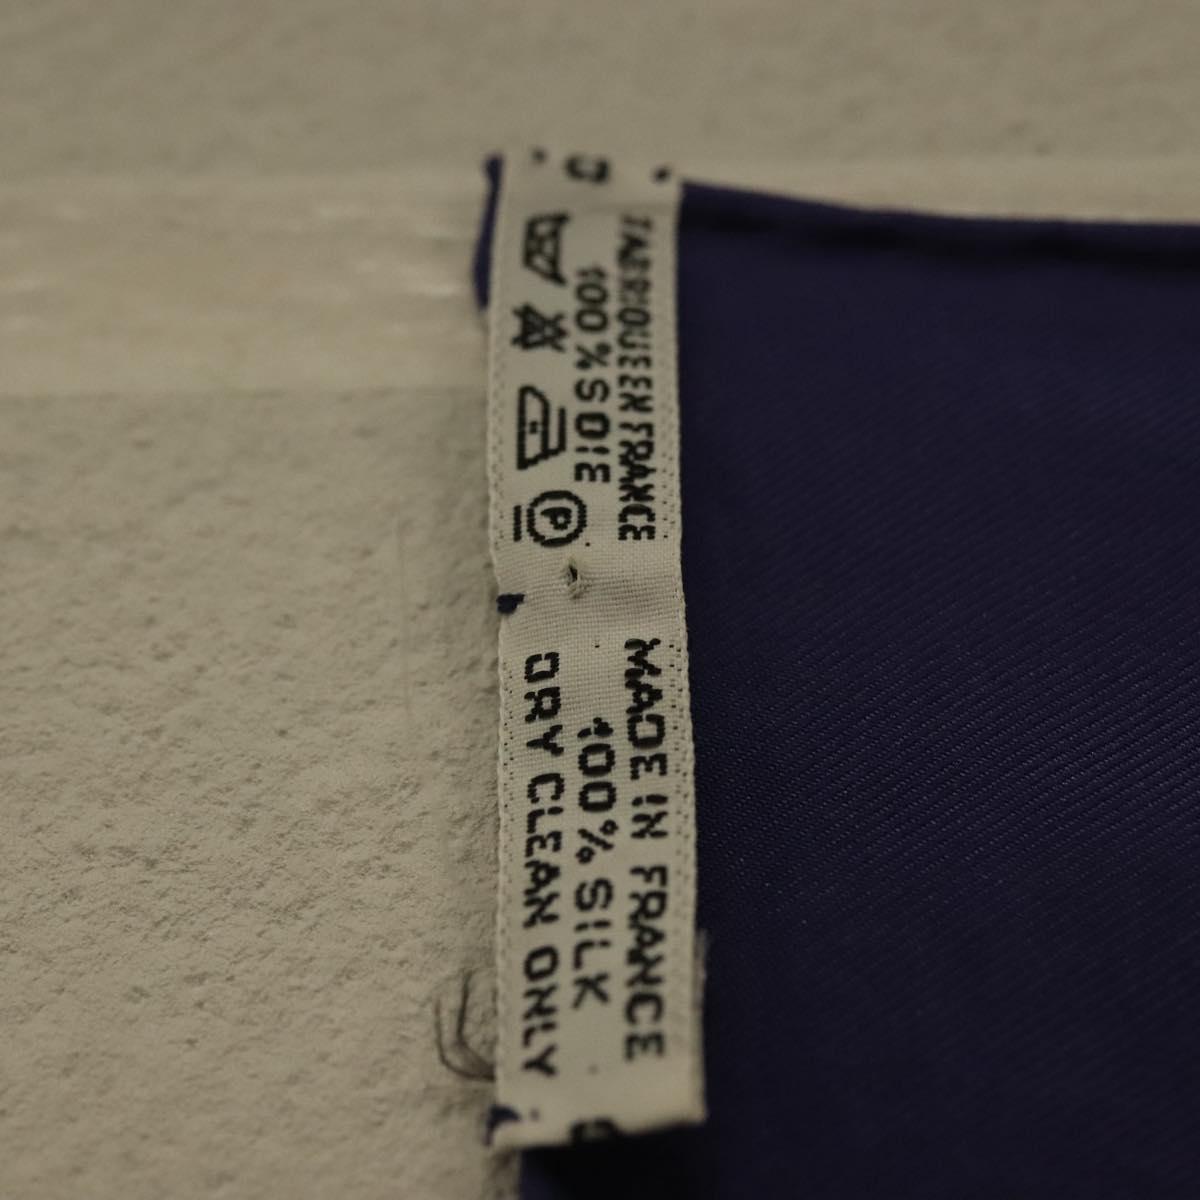 FABRIQUE EN FRANCE
100% SOIE
P
MADE IN FRANCE
100% SILK
DRY CLEAN ONLY